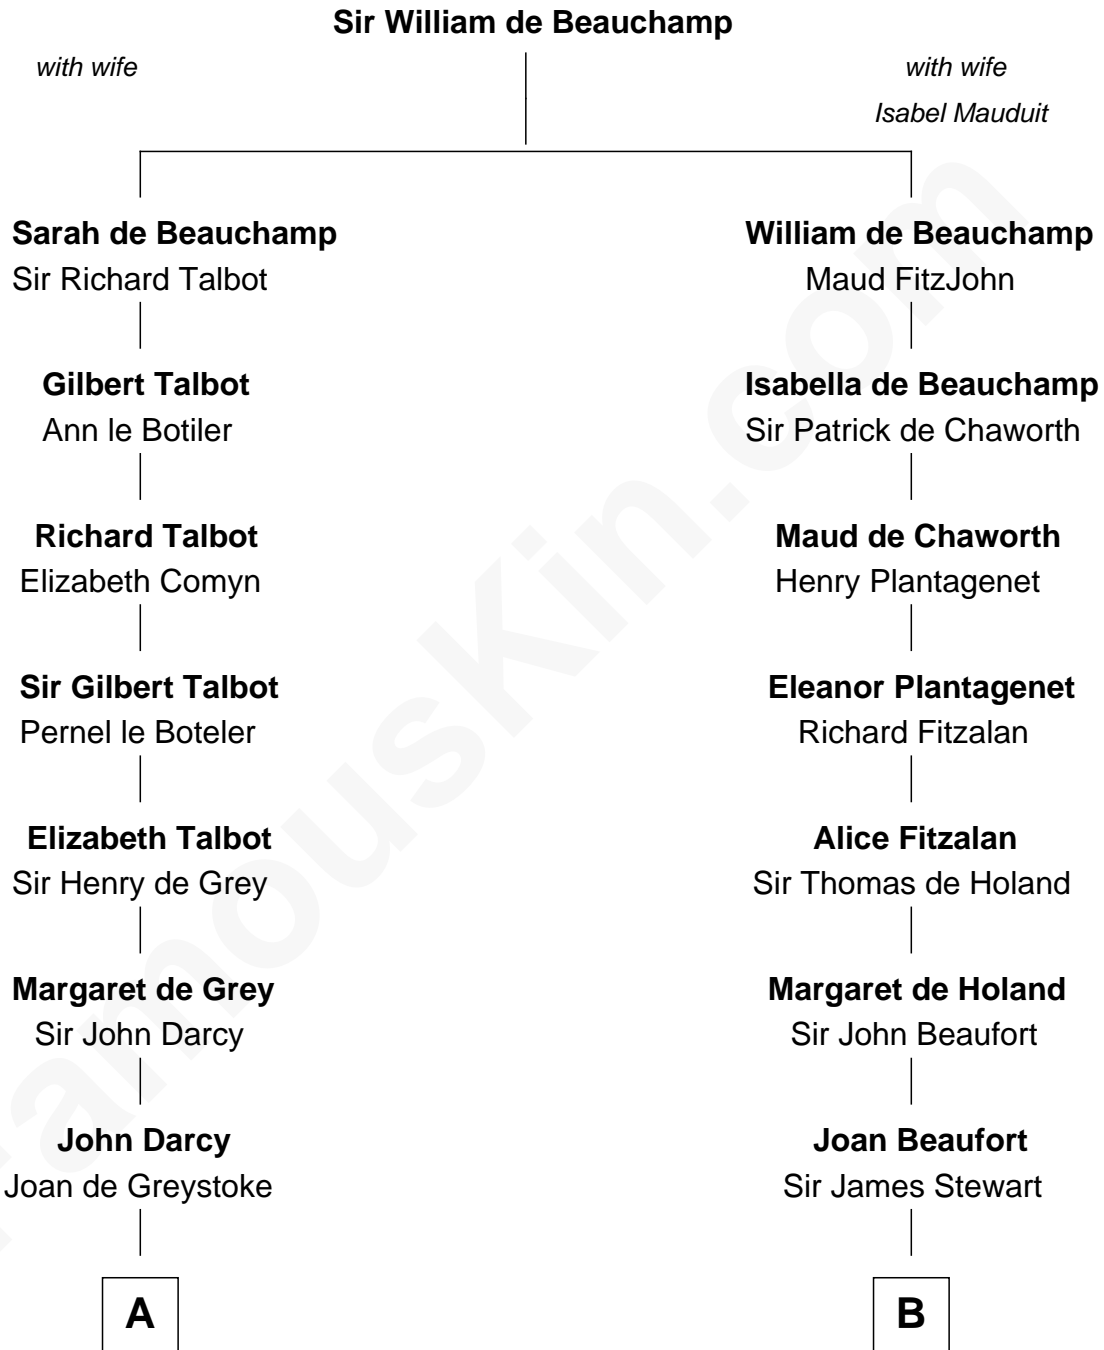 Sir William de Beauchamp
with wife
with wife
Isabel Mauduit
Sarah de Beauchamp
Sir Richard Talbot
William de Beauchamp
Maud FitzJohn
Gilbert Talbot
Ann le Botiler
Isabella de Beauchamp
Sir Patrick de Chaworth
Richard Talbot
Elizabeth Comyn
Maud de Chaworth
Henry Plantagenet
Sir Gilbert Talbot
Pernel le Boteler
Eleanor Plantagenet
Richard Fitzalan
Elizabeth Talbot
Sir Henry de Grey
Alice Fitzalan
Sir Thomas de Holand
Margaret de Grey
Sir John Darcy
Margaret de Holand
Sir John Beaufort
John Darcy
Joan de Greystoke
Joan Beaufort
Sir James Stewart
A
B
FamousKin.com